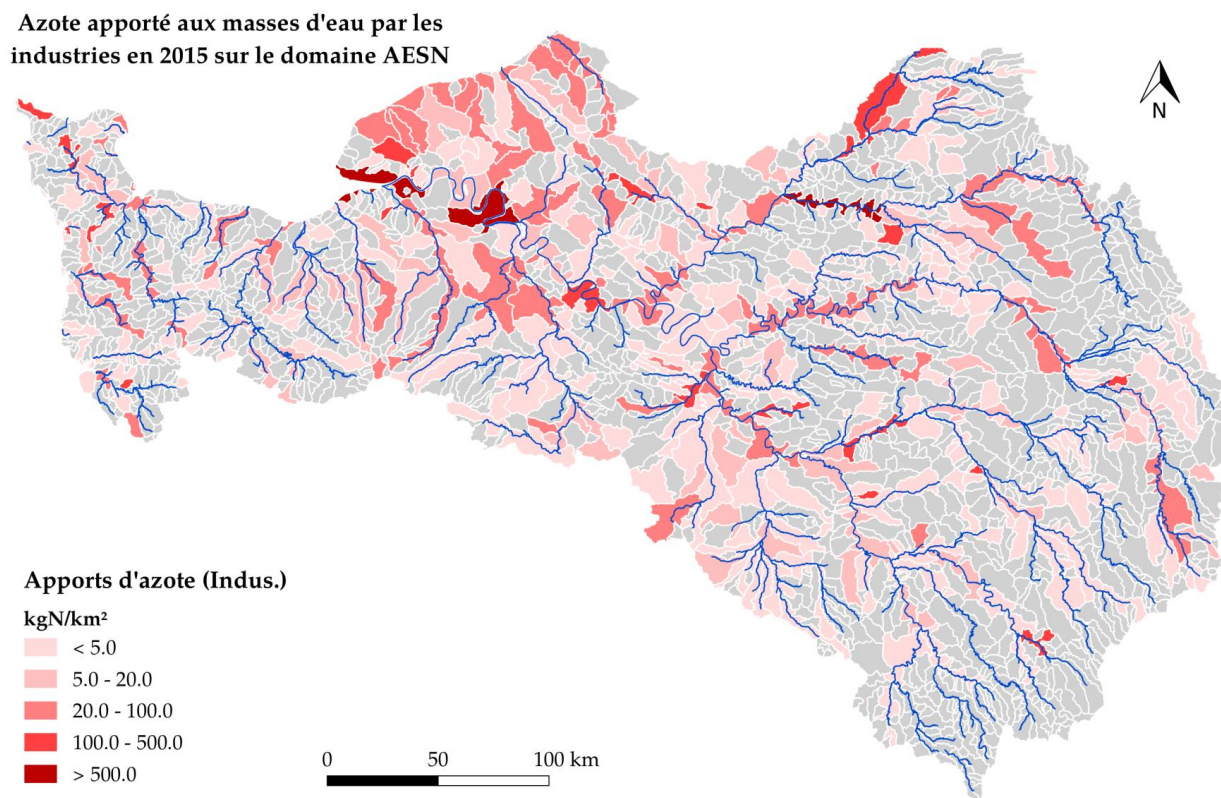 Azote apporté aux masses d'eau par les
industries en 2015 sur le domaine AESN
N
Apports d'azote (Indus.)
kgN/km²
< 5.0
5.0 - 20.0
20.0 - 100.0
100.0 - 500.0
> 500.0
0 50 100 km